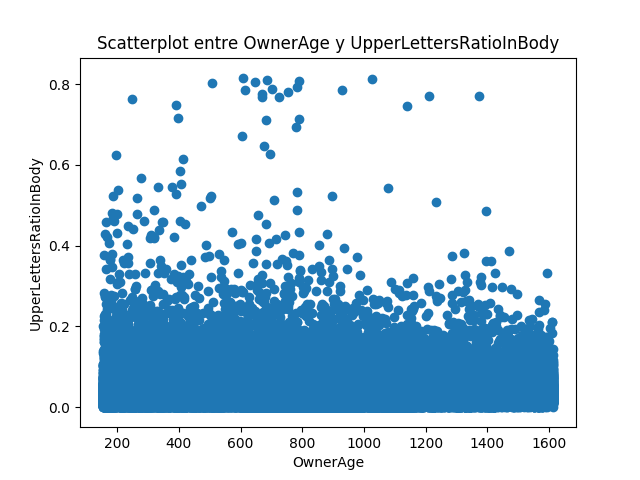 Scatterplot entre OwnerAge y UpperLettersRatioInBody
UpperLettersRatioInBody
0.8
0.6
0.4
0.2
0.0
200 400 600 800 1000 1200 1400 1600
OwnerAge